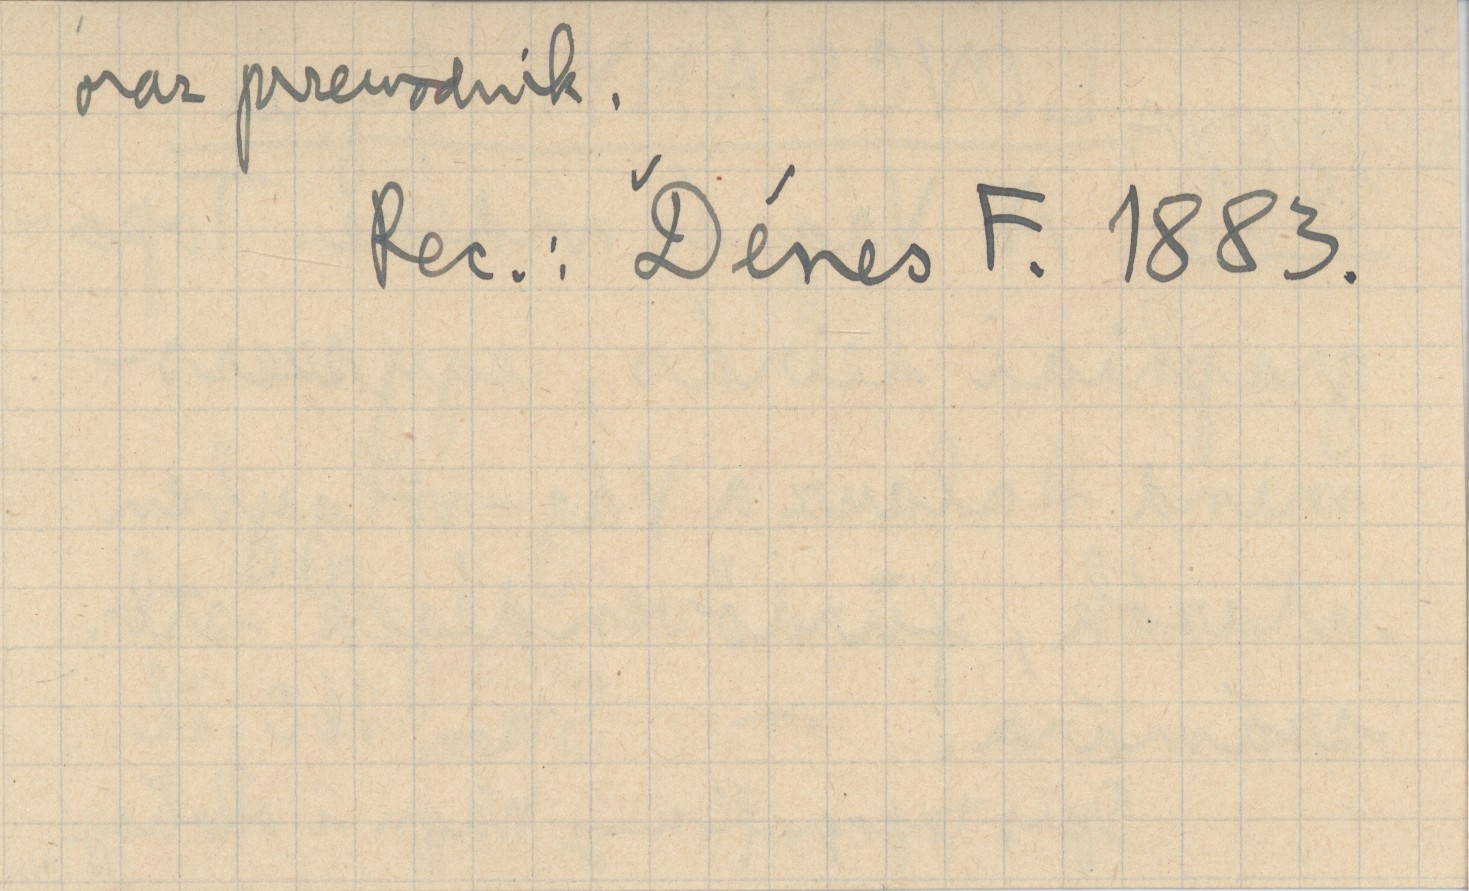 oraz przewodnik.
Rec.: Dénes F. 1883.